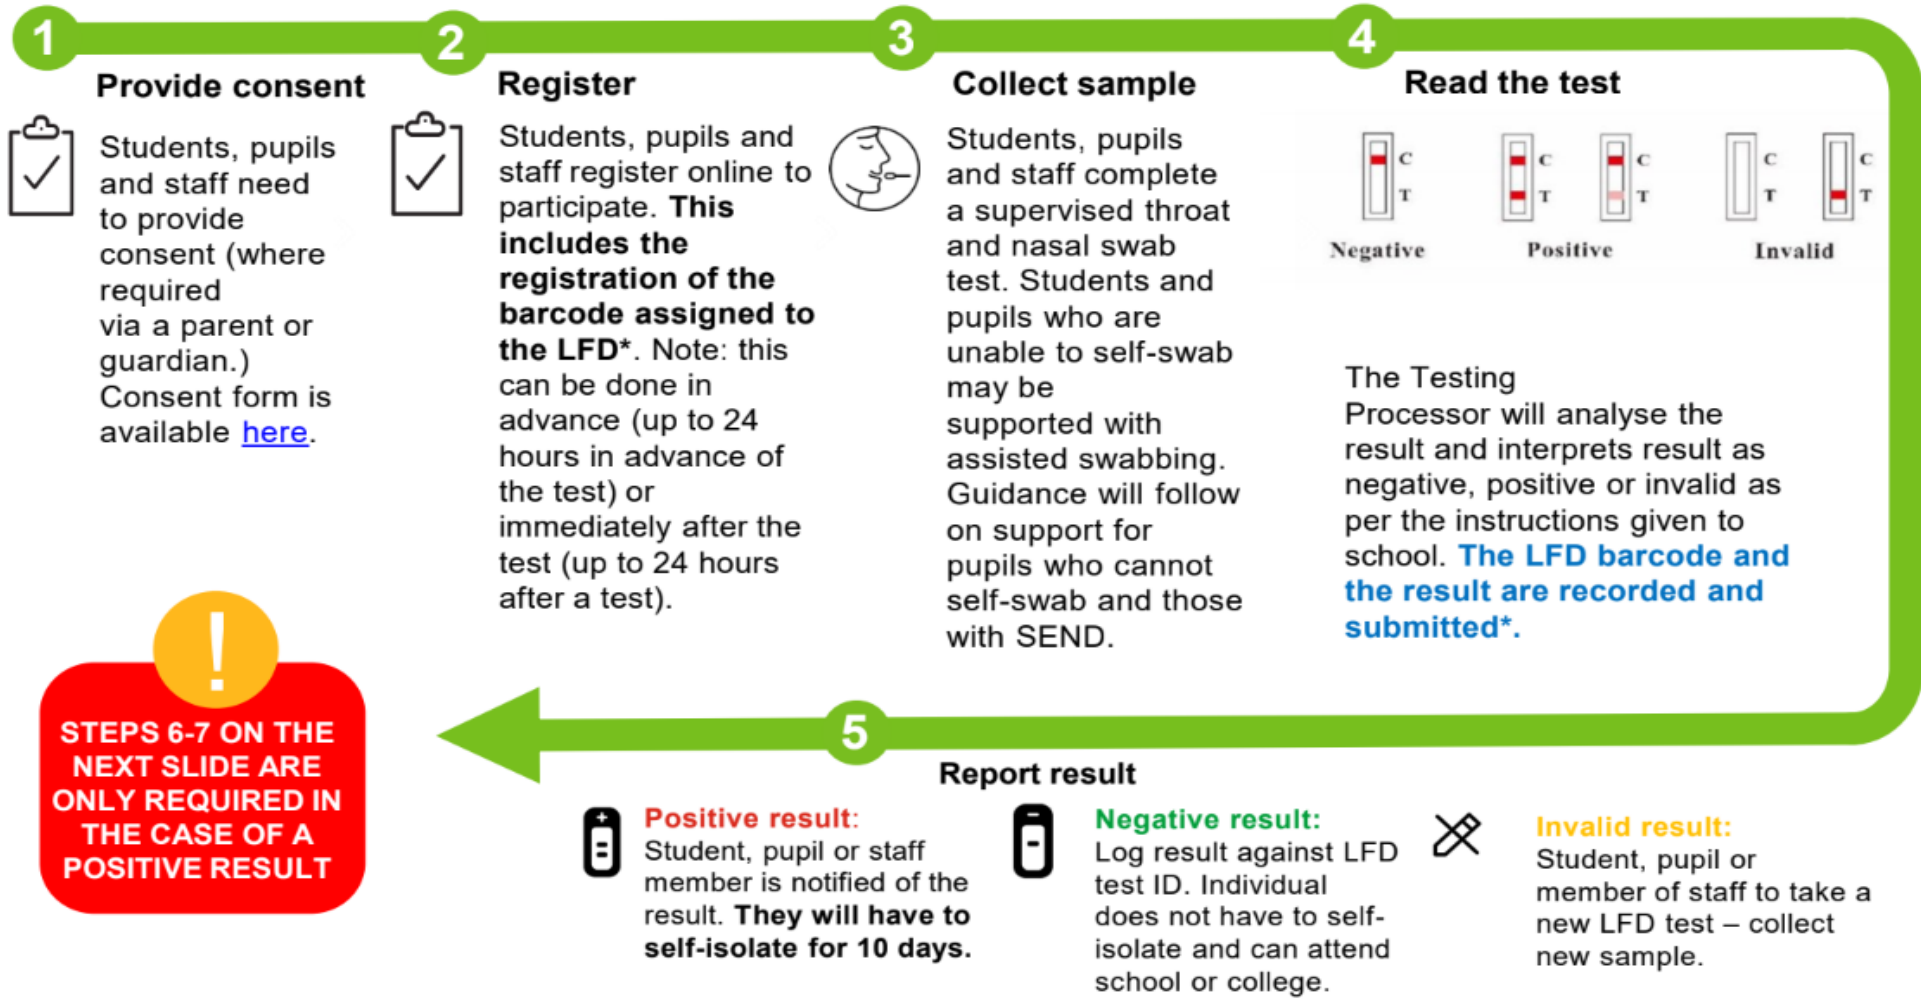 1
Provide consent
Students, pupils
and staff need
to provide
consent (where
required
via a parent or
guardian.)
Consent form is
available here.
2
Register
Students, pupils and
staff register online to
participate. This
includes the
registration of the
barcode assigned to
the LFD*. Note: this
can be done in
advance (up to 24
hours in advance of
the test) or
immediately after the
test (up to 24 hours
after a test).
3
Collect sample
Students, pupils
and staff complete
a supervised throat
and nasal swab
test. Students and
pupils who are
unable to self-swab
may be
supported with
assisted swabbing.
Guidance will follow
on support for
pupils who cannot
self-swab and those
with SEND.
4
Read the test
C
T
Negative
C
T
C
T
Positive
C
T
C
T
Invalid
The Testing
Processor will analyse the
result and interprets result as
negative, positive or invalid as
per the instructions given to
school. The LFD barcode and
the result are recorded and
submitted*.
!
STEPS 6-7 ON THE
NEXT SLIDE ARE
ONLY REQUIRED IN
THE CASE OF A
POSITIVE RESULT
5
Report result
Positive result:
Student, pupil or staff
member is notified of the
result. They will have to
self-isolate for 10 days.
Negative result:
Log result against LFD
test ID. Individual
does not have to self-
isolate and can attend
school or college.
Invalid result:
Student, pupil or
member of staff to take a
new LFD test – collect
new sample.